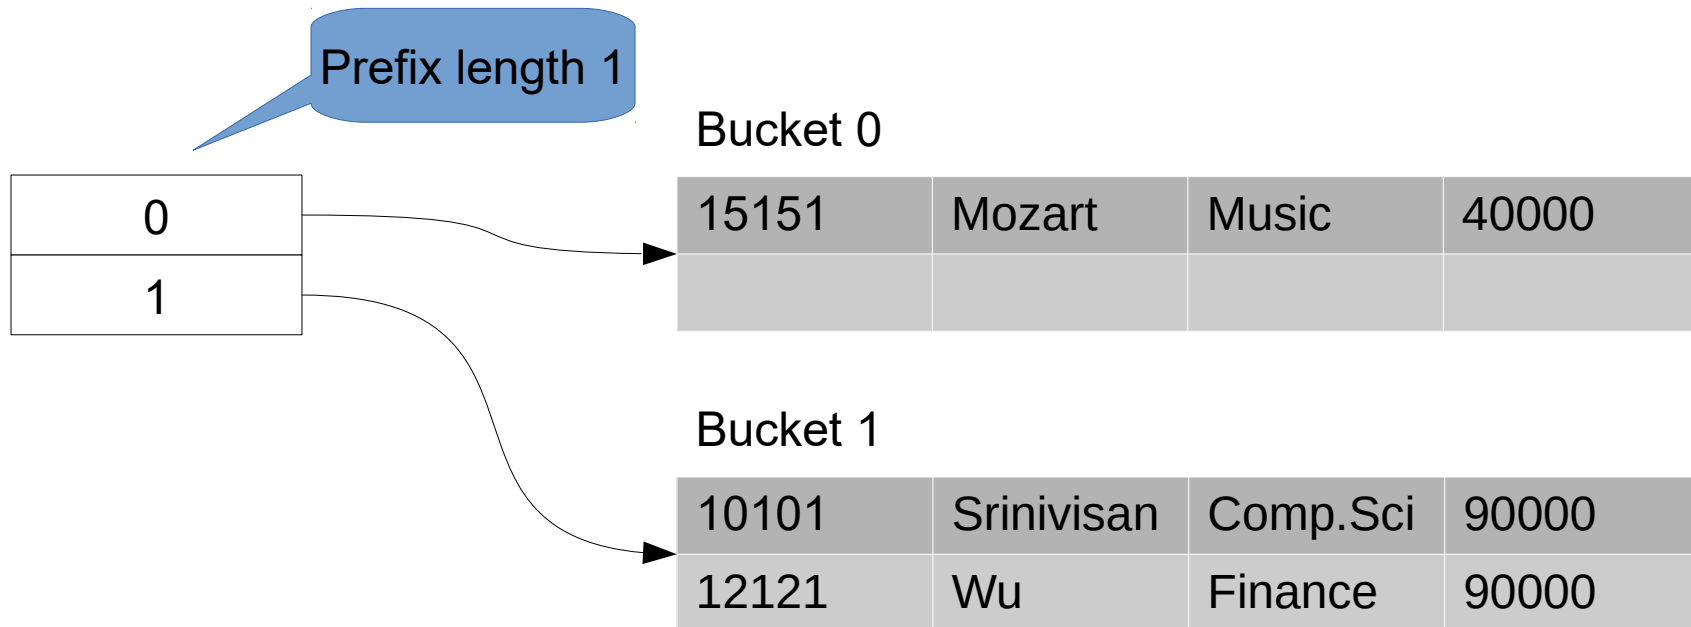 Prefix length 1
0
1
Bucket 0
15151 Mozart Music 40000
Bucket 1
10101 Srinivisan Comp.Sci 90000
12121 Wu Finance 90000